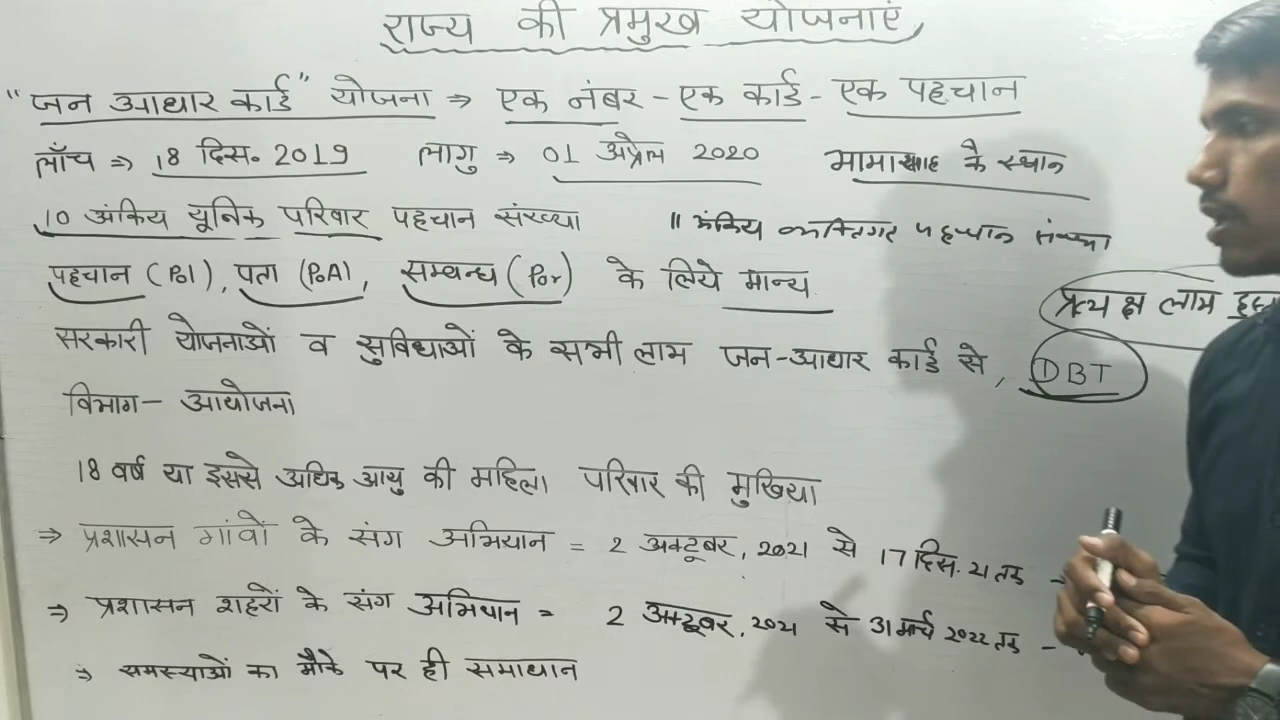 राज्य की प्रमुख योजनाएं
"जन आधार कार्ड" योजना ⇒ एक नंबर - एक कार्ड - एक पहचान
लॉंच ⇒ 18 दिस. 2019 लागु ⇒ 01 अप्रेल 2020 भामाशाह के स्थान
10 अंकिय यूनिक परिवार पहचान संख्या 11 अंकिय व्यक्तिगत पहचान संख्या
पहचान (PoI), पता (PoA), सम्बन्ध (Por) के लिये मान्य
प्रत्यक्ष लाभ
सरकारी योजनाओं व सुविधाओं के सभी लाभ जन-आधार कार्ड से, DBT
विभाग - आयोजना
18 वर्ष या इससे अधिक आयु की महिला परिवार की मुखिया
⇒ प्रशासन गांवों के संग अभियान = 2 अक्टूबर, 2021 से 17 दिस. 21 तक -
⇒ प्रशासन शहरों के संग अभियान = 2 अक्टूबर, 2021 से 31 मार्च 2022 तक -
⇒ समस्याओं का मौके पर ही समाधान